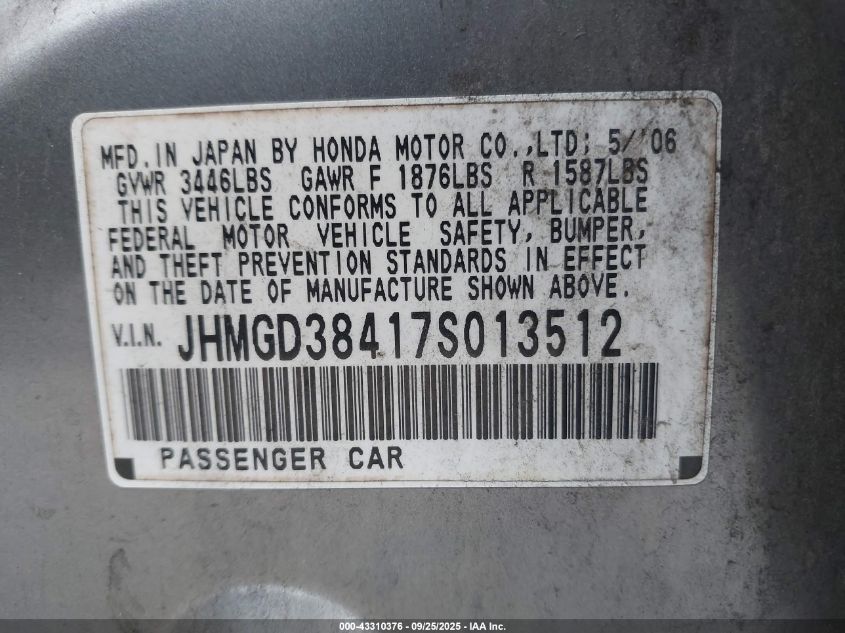 MFD. IN JAPAN BY HONDA MOTOR CO., LTD; 5/'06
GVWR 3446LBS GAWR F 1876LBS R 1587LBS
THIS VEHICLE CONFORMS TO ALL APPLICABLE
FEDERAL MOTOR VEHICLE SAFETY, BUMPER,
AND THEFT PREVENTION STANDARDS IN EFFECT
ON THE DATE OF MANUFACTURE SHOWN ABOVE.
V.I.N. JHMGD38417S013512
PASSENGER CAR
000-43310376 - 09/25/2025 - IAA Inc.